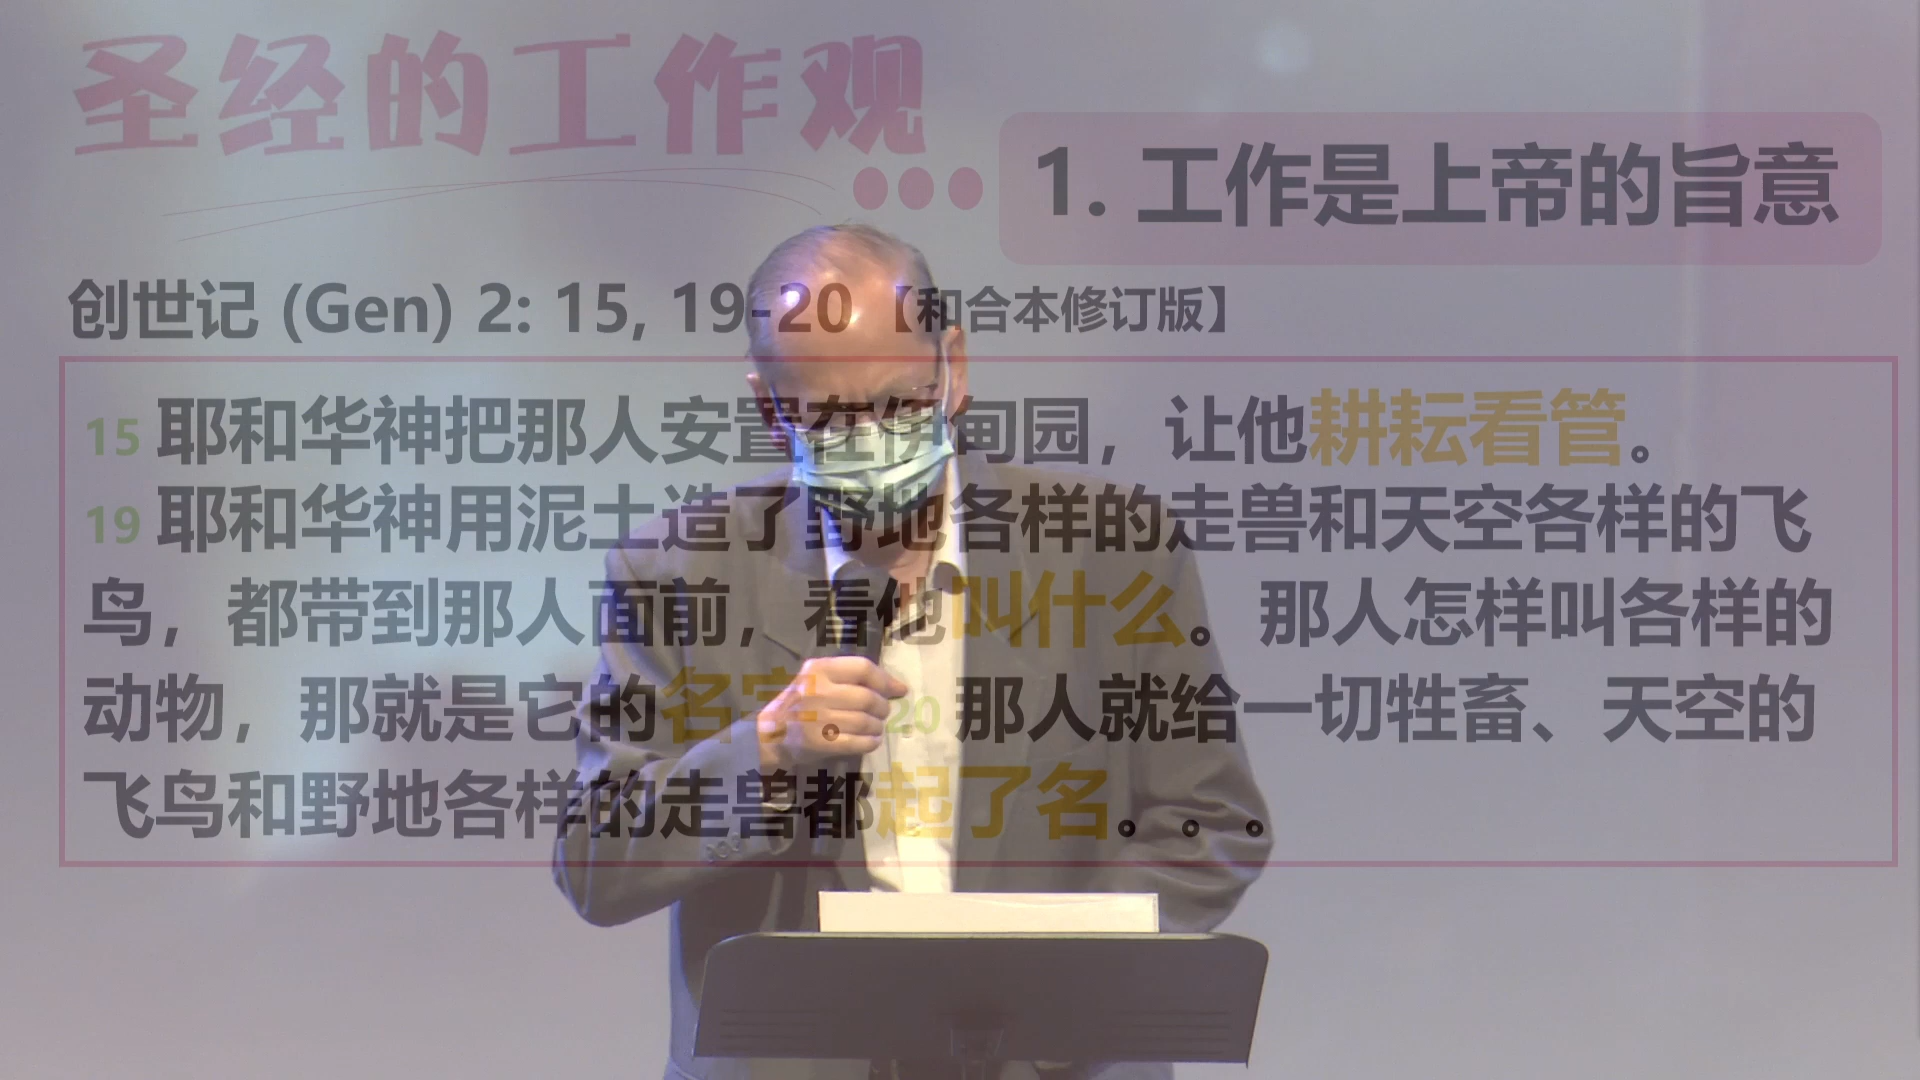 圣经的工作观
1. 工作是上帝的旨意
创世记 (Gen) 2: 15, 19-20【和合本修订版】
15 耶和华神把那人安置在伊甸园，让他耕耘看管。
19 耶和华神用泥土造了野地各样的走兽和天空各样的飞
鸟，都带到那人面前，看他叫什么。那人怎样叫各样的
动物，那就是它的名字。20 那人就给一切牲畜、天空的
飞鸟和野地各样的走兽都起了名。。。